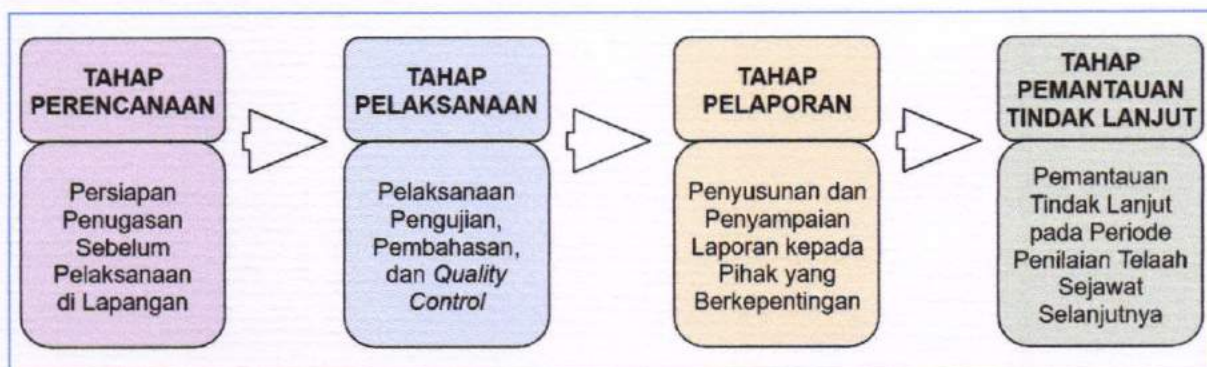 TAHAP
PERENCANAAN
Persiapan
Penugasan
Sebelum
Pelaksanaan
di Lapangan
TAHAP
PELAKSANAAN
Pelaksanaan
Pengujian,
Pembahasan,
dan Quality
Control
TAHAP
PELAPORAN
Penyusunan dan
Penyampaian
Laporan kepada
Pihak yang
Berkepentingan
TAHAP
PEMANTAUAN
TINDAK LANJUT
Pemantauan
Tindak Lanjut
pada Periode
Penilaian Telaah
Sejawat
Selanjutnya